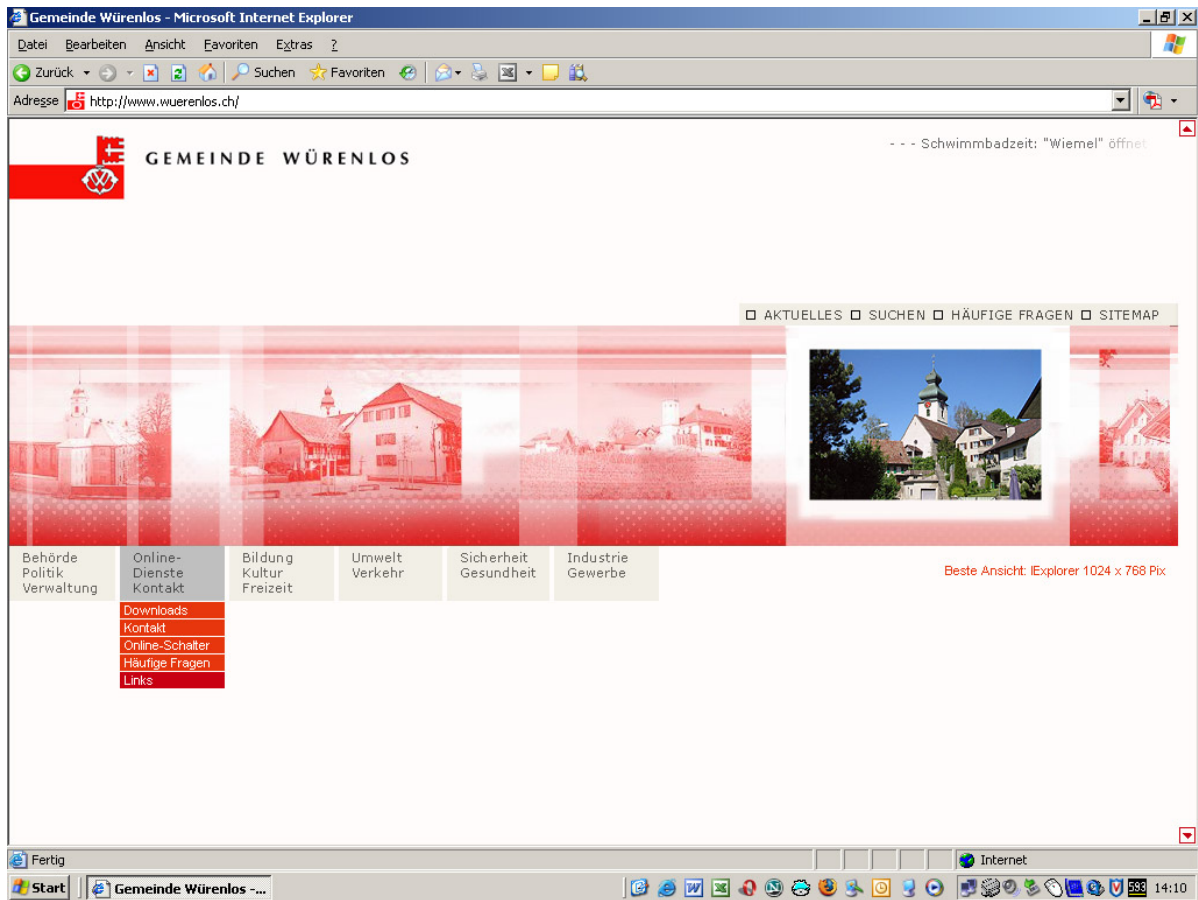 Gemeinde Würenlos - Microsoft Internet Explorer
Datei Bearbeiten Ansicht Favoriten Extras ?
Zurück Suchen Favoriten
Adresse http://www.wuerenlos.ch/
GEMEINDE WÜRENLOS
- - - Schwimmbadzeit: "Wiemel" öffnet
AKTUELLES SUCHEN HÄUFIGE FRAGEN SITEMAP
Behörde
Politik
Verwaltung
Online-
Dienste
Kontakt
Bildung
Kultur
Freizeit
Umwelt
Verkehr
Sicherheit
Gesundheit
Industrie
Gewerbe
Beste Ansicht: IExplorer 1024 x 768 Pix
Downloads
Kontakt
Online-Schalter
Häufige Fragen
Links
Fertig
Internet
Start Gemeinde Würenlos -... 593 14:10